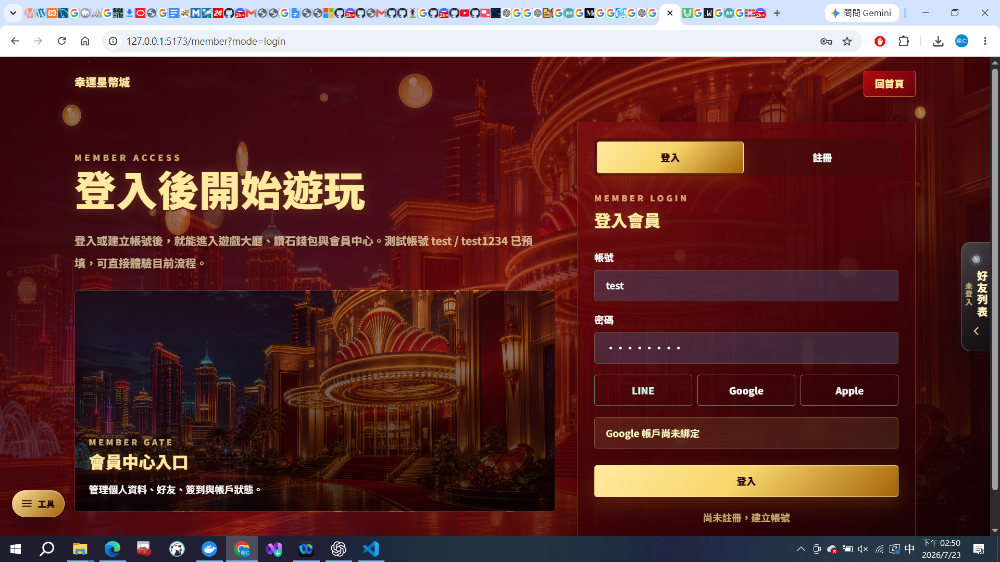 問問 Gemini
127.0.0.1:5173/member?mode=login
銘仁
幸運星幣城
回首頁
MEMBER ACCESS
登入後開始遊玩
登入或建立帳號後，就能進入遊戲大廳、鑽石錢包與會員中心。測試帳號 test / test1234 已預
填，可直接體驗目前流程。
MEMBER GATE
會員中心入口
管理個人資料、好友、簽到與帳戶狀態。
工具
登入
註冊
MEMBER LOGIN
登入會員
帳號
test
密碼
LINE
Google
Apple
Google 帳戶尚未綁定
登入
尚未註冊，建立帳號
好友列表
未登入
中
下午 02:50
2026/7/23